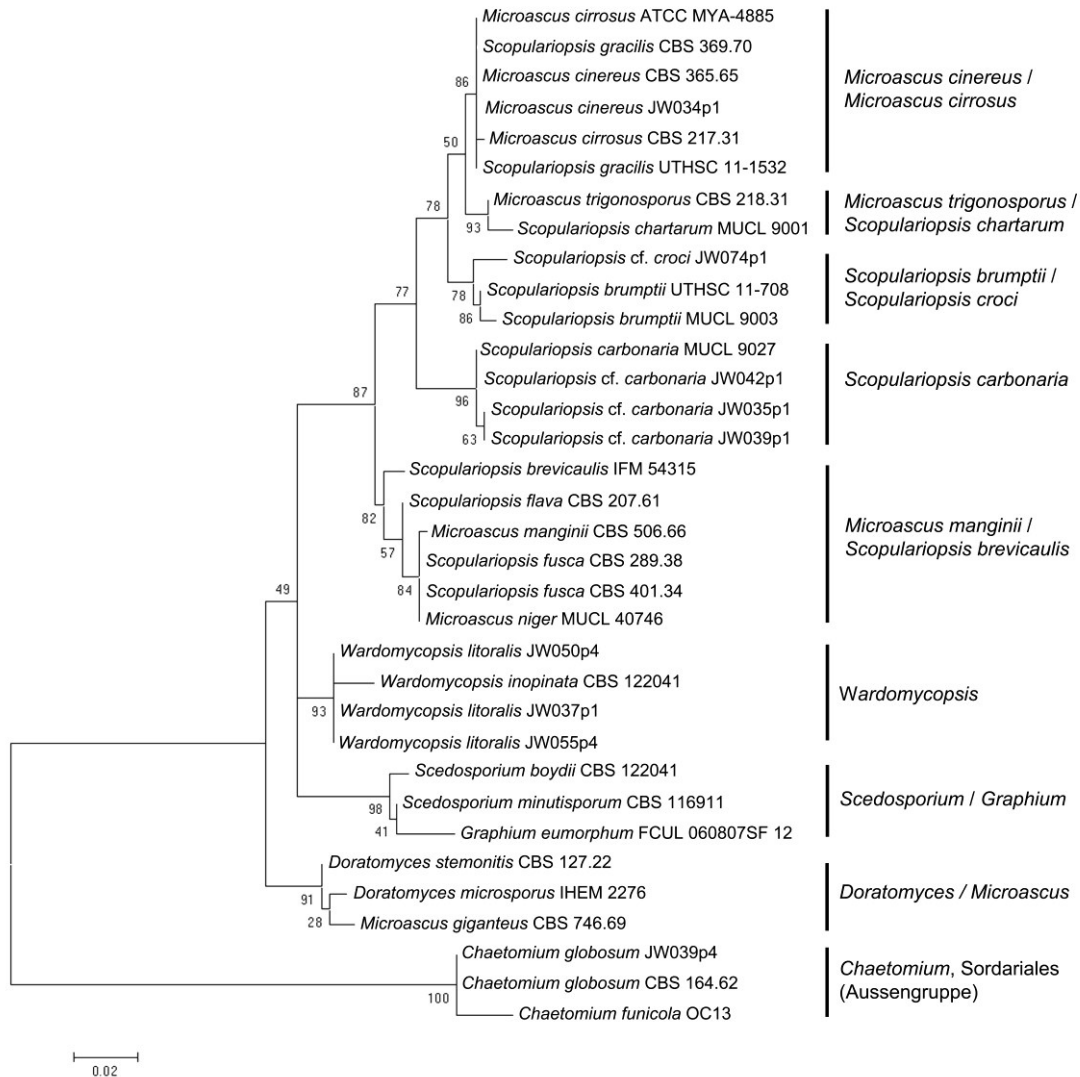 Microascus cirrosus ATCC MYA-4885
Scopulariopsis gracilis CBS 369.70
Microascus cinereus CBS 365.65
86
Microascus cinereus JW034p1
Microascus cirrosus CBS 217.31
50
Scopulariopsis gracilis UTHSC 11-1532
Microascus cinereus /
Microascus cirrosus
Microascus trigonosporus CBS 218.31
78
93
Scopulariopsis chartarum MUCL 9001
Microascus trigonosporus /
Scopulariopsis chartarum
Scopulariopsis cf. croci JW074p1
77
78
Scopulariopsis brumptii UTHSC 11-708
86
Scopulariopsis brumptii MUCL 9003
Scopulariopsis brumptii /
Scopulariopsis croci
Scopulariopsis carbonaria MUCL 9027
Scopulariopsis cf. carbonaria JW042p1
87
96
Scopulariopsis cf. carbonaria JW035p1
63
Scopulariopsis cf. carbonaria JW039p1
Scopulariopsis carbonaria
Scopulariopsis brevicaulis IFM 54315
Scopulariopsis flava CBS 207.61
82
Microascus manginii CBS 506.66
57
Scopulariopsis fusca CBS 289.38
84
Scopulariopsis fusca CBS 401.34
49
Microascus niger MUCL 40746
Microascus manginii /
Scopulariopsis brevicaulis
Wardomycopsis litoralis JW050p4
Wardomycopsis inopinata CBS 122041
93
Wardomycopsis litoralis JW037p1
Wardomycopsis litoralis JW055p4
Wardomycopsis
Scedosporium boydii CBS 122041
98
Scedosporium minutisporum CBS 116911
41
Graphium eumorphum FCUL 060807SF 12
Scedosporium / Graphium
Doratomyces stemonitis CBS 127.22
91
Doratomyces microsporus IHEM 2276
28
Microascus giganteus CBS 746.69
Doratomyces / Microascus
Chaetomium globosum JW039p4
Chaetomium globosum CBS 164.62
100
Chaetomium funicola OC13
Chaetomium, Sordariales
(Aussengruppe)
0.02